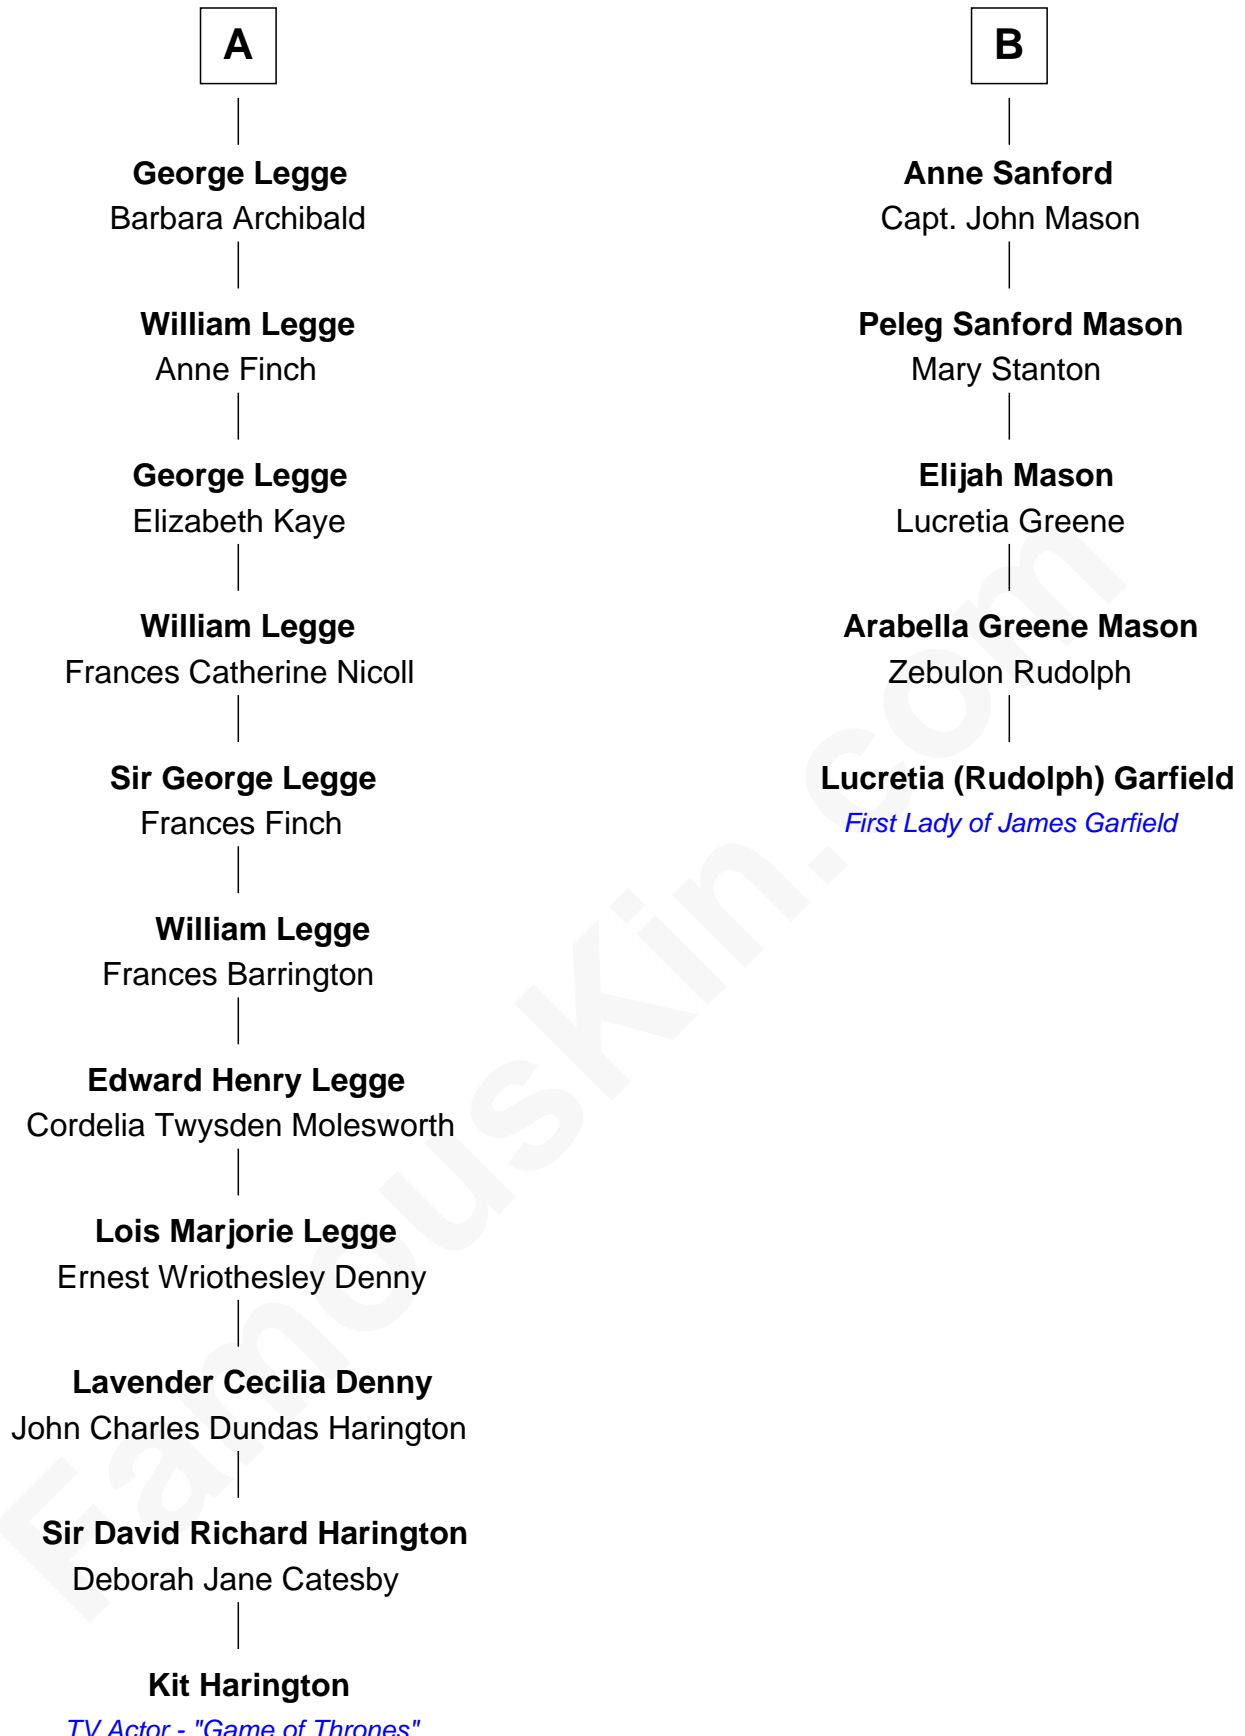 A
George Legge
Barbara Archibald
William Legge
Anne Finch
George Legge
Elizabeth Kaye
William Legge
Frances Catherine Nicoll
Sir George Legge
Frances Finch
William Legge
Frances Barrington
Edward Henry Legge
Cordelia Twysden Molesworth
Lois Marjorie Legge
Ernest Wriothesley Denny
Lavender Cecilia Denny
John Charles Dundas Harington
Sir David Richard Harington
Deborah Jane Catesby
Kit Harington
TV Actor - "Game of Thrones"
B
Anne Sanford
Capt. John Mason
Peleg Sanford Mason
Mary Stanton
Elijah Mason
Lucretia Greene
Arabella Greene Mason
Zebulon Rudolph
Lucretia (Rudolph) Garfield
First Lady of James Garfield
FamousKin.com